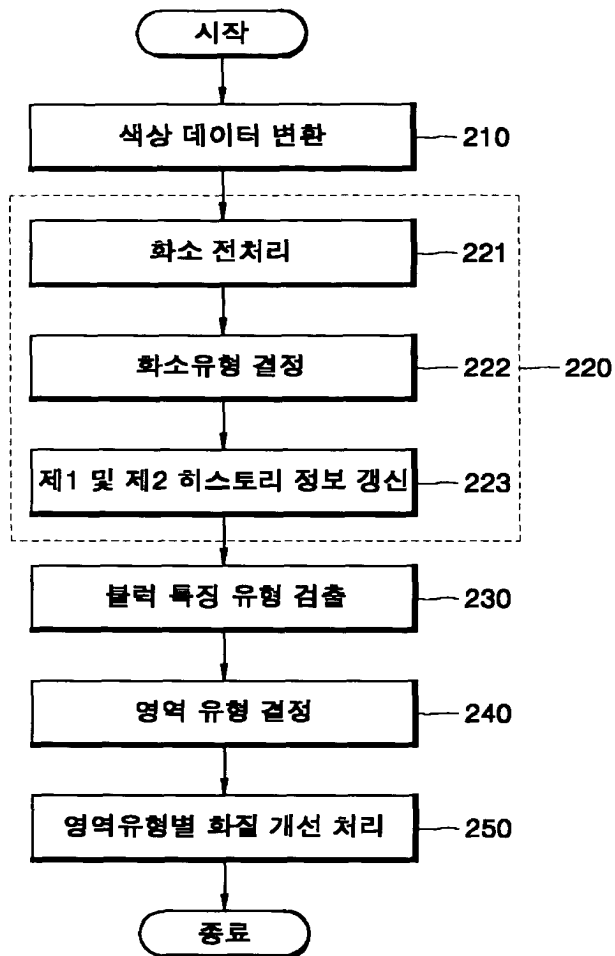 시작
색상 데이터 변환 210
화소 전처리 221
화소유형 결정 222 220
제1 및 제2 히스토리 정보 갱신 223
블럭 특징 유형 검출 230
영역 유형 결정 240
영역유형별 화질 개선 처리 250
종료